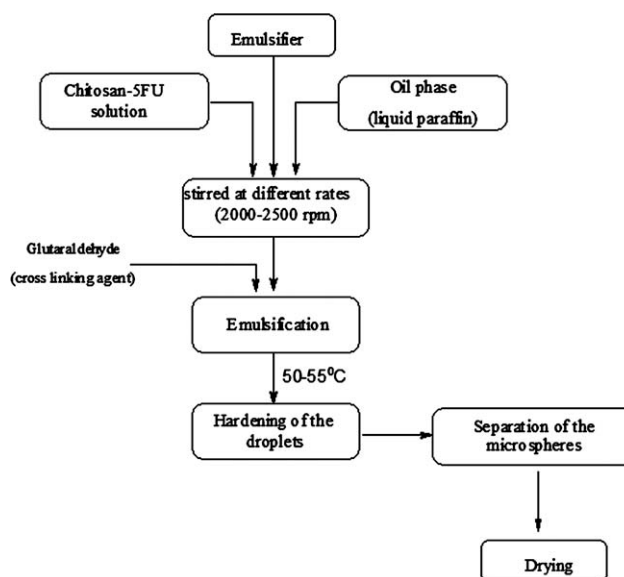 Emulsifier
Chitosan-5FU
solution
Oil phase
(liquid paraffin)
stirred at different rates
(2000-2500 rpm)
Glutaraldehyde
(cross linking agent)
Emulsification
50-55⁰C
Hardening of the
droplets
Separation of the
microspheres
Drying